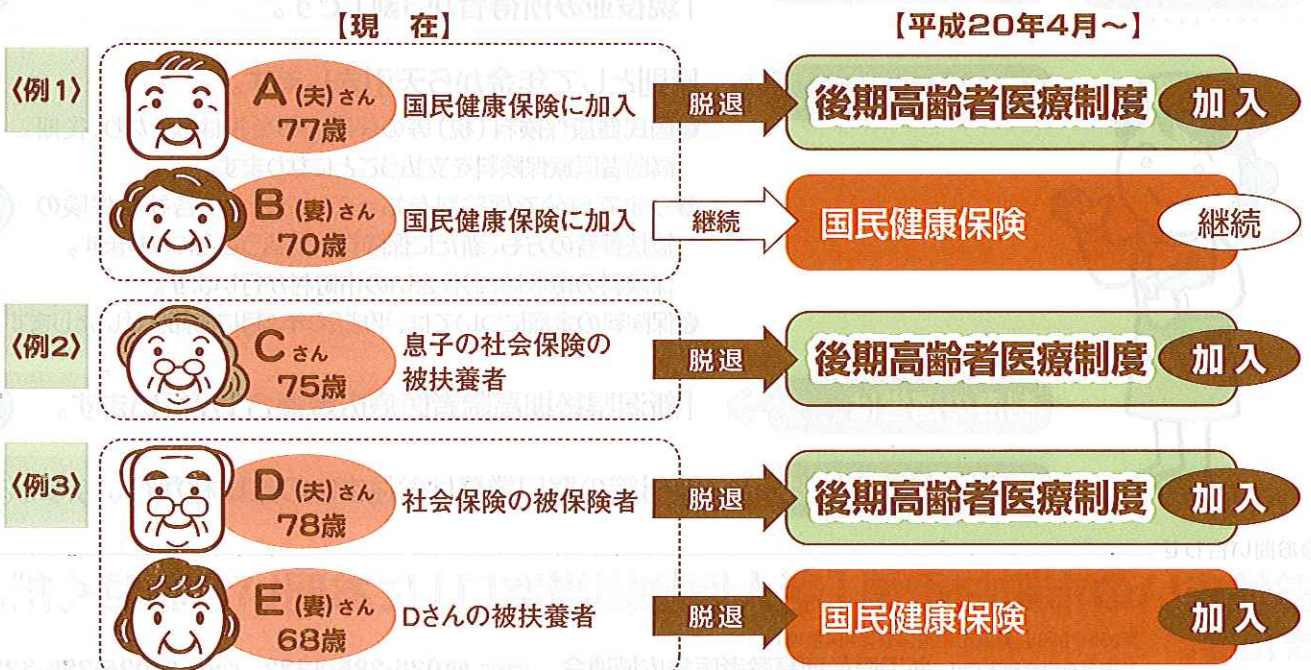 【現 在】
【平成20年4月〜】
〈例1〉
A(夫)さん
77歳
国民健康保険に加入
脱退
後期高齢者医療制度
加入
B(妻)さん
70歳
国民健康保険に加入
継続
国民健康保険
継続
〈例2〉
Cさん
75歳
息子の社会保険の
被扶養者
脱退
後期高齢者医療制度
加入
〈例3〉
D(夫)さん
78歳
社会保険の被保険者
脱退
後期高齢者医療制度
加入
E(妻)さん
68歳
Dさんの被扶養者
脱退
国民健康保険
加入